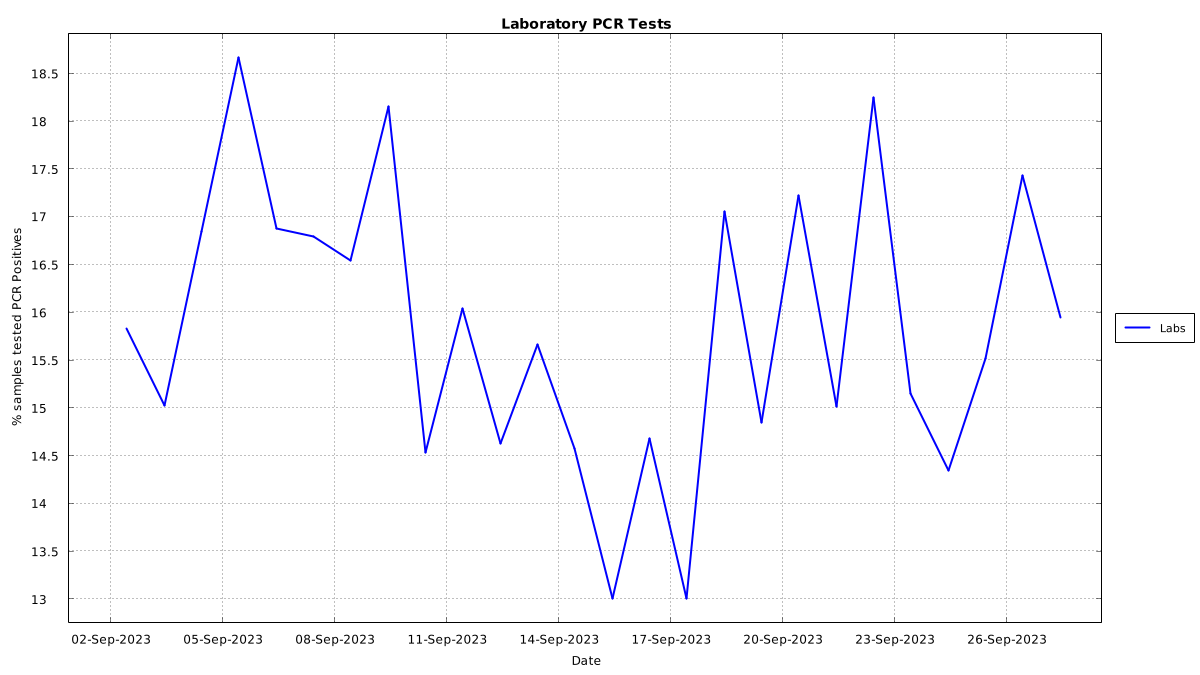 Laboratory PCR Tests
% samples tested PCR Positives
18.5
18
17.5
17
16.5
16
15.5
15
14.5
14
13.5
13
02-Sep-2023 05-Sep-2023 08-Sep-2023 11-Sep-2023 14-Sep-2023 17-Sep-2023 20-Sep-2023 23-Sep-2023 26-Sep-2023
Date
Labs